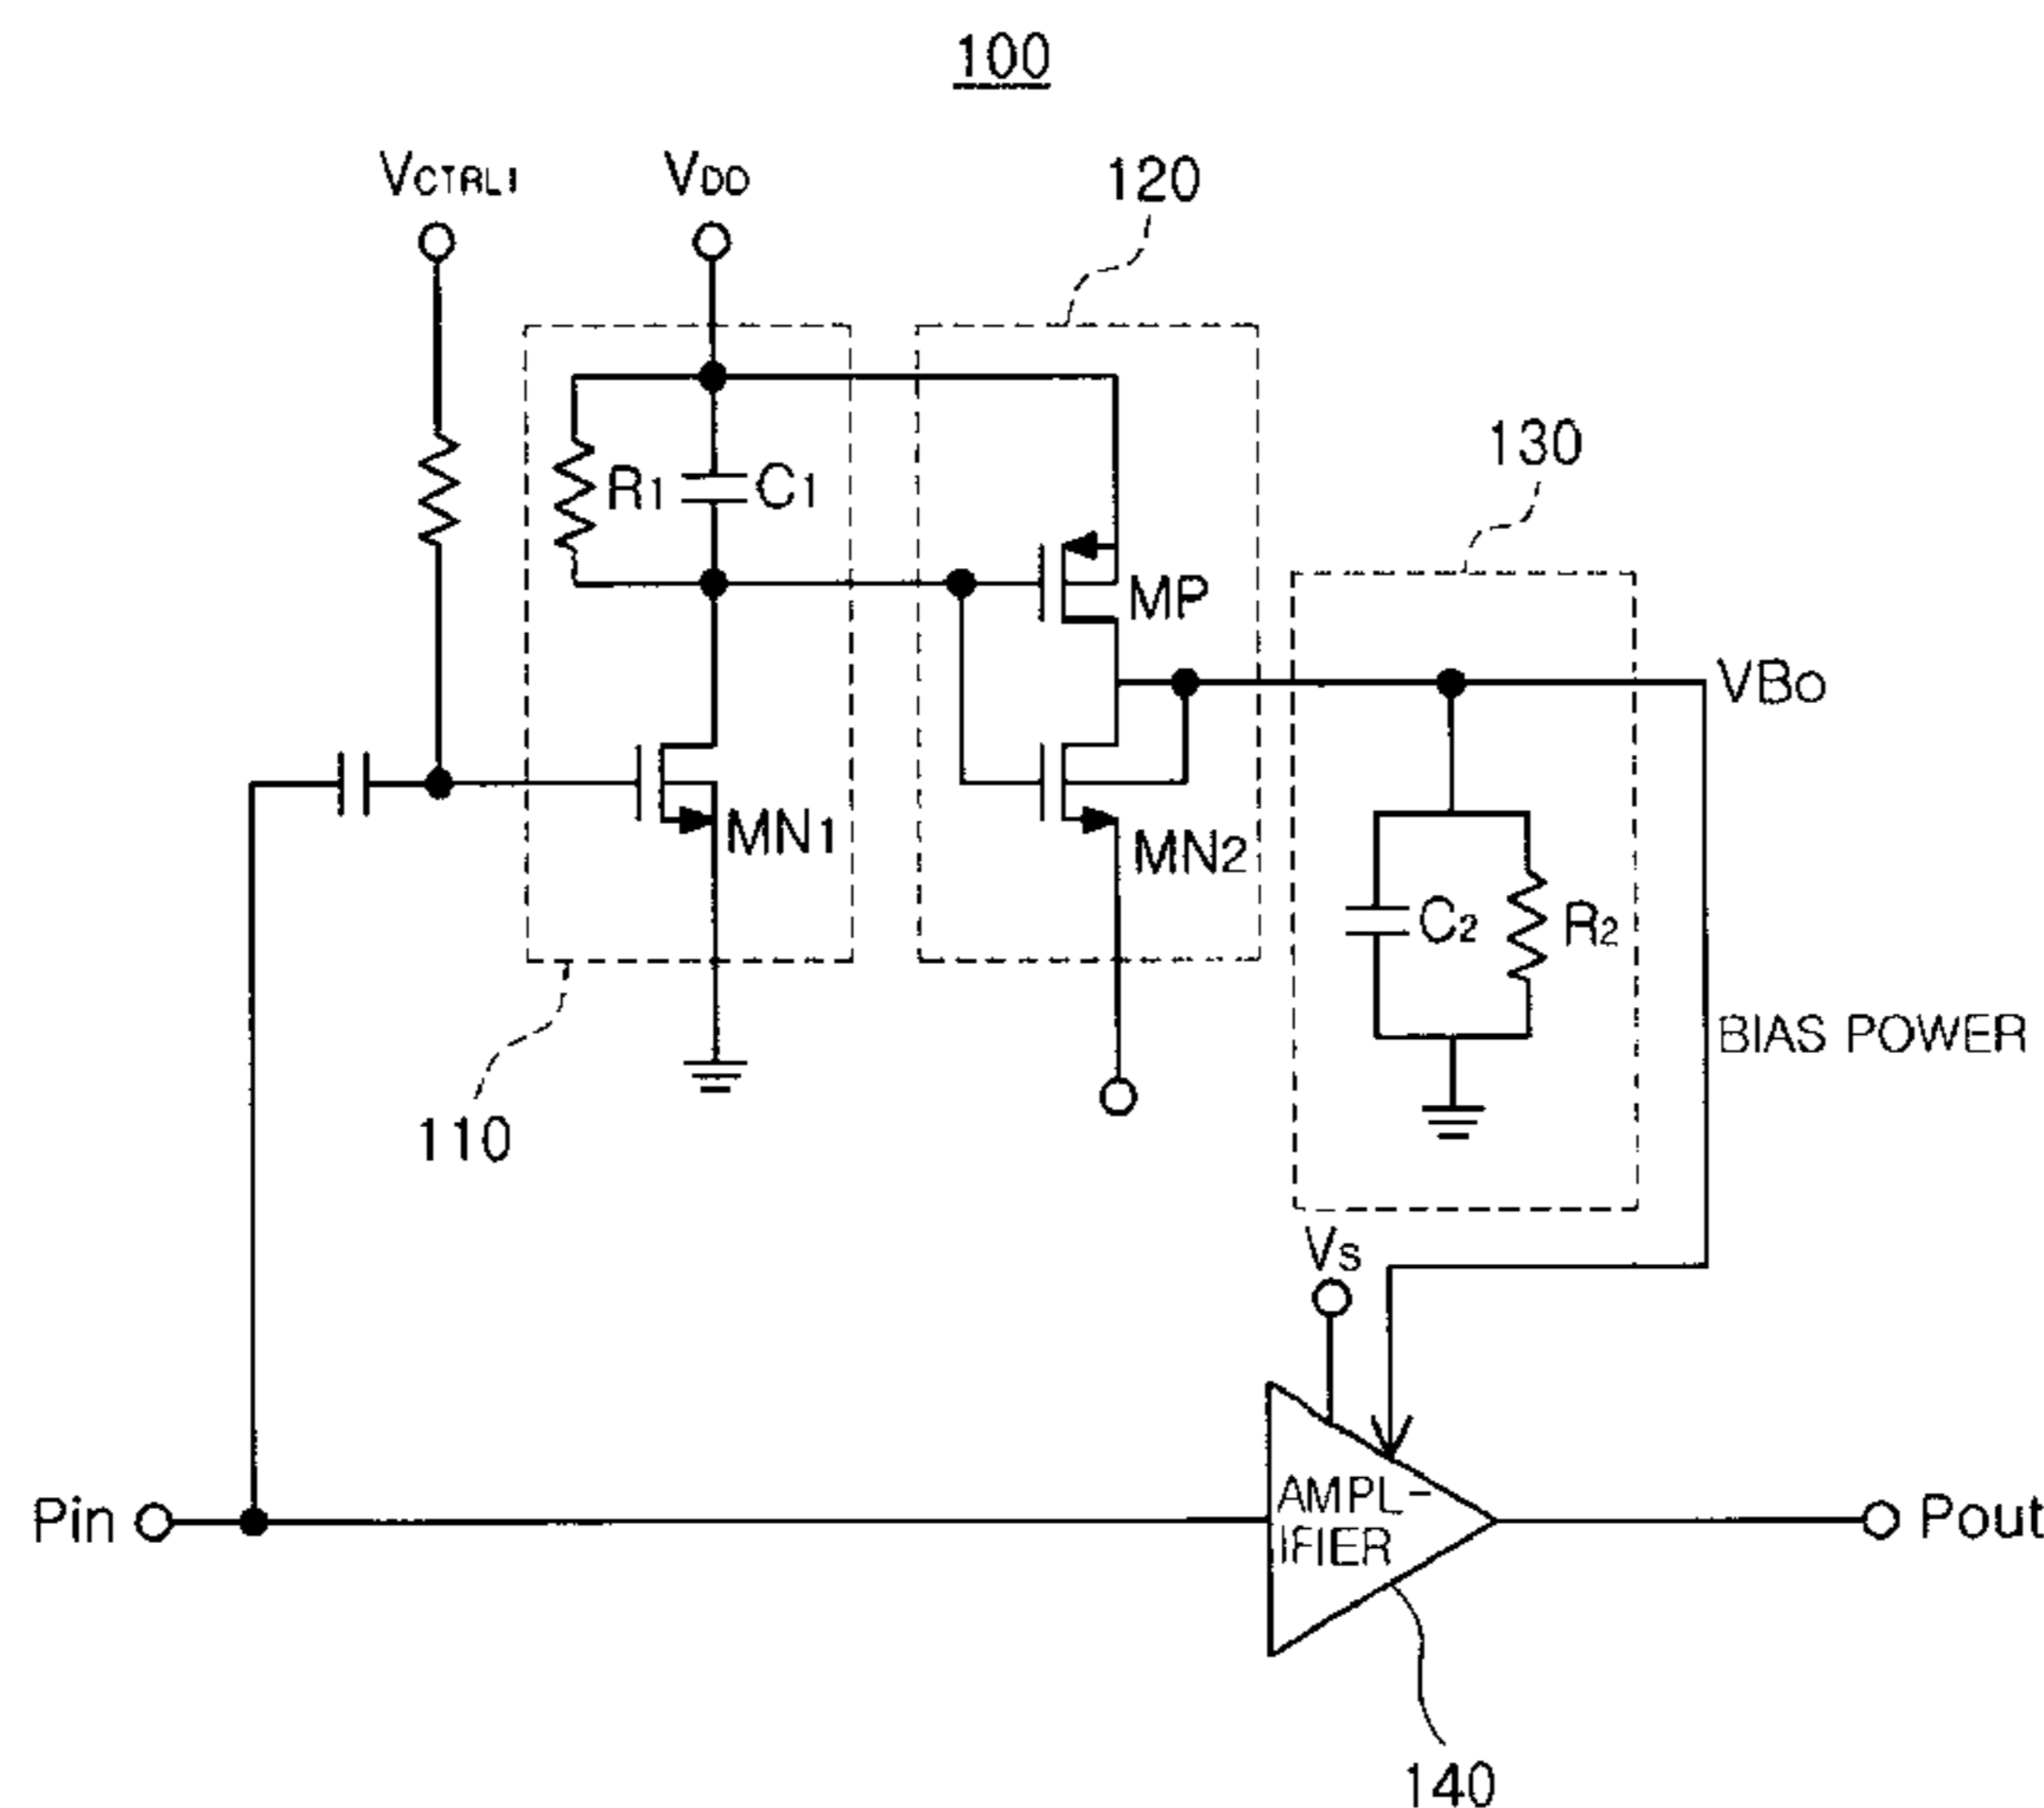 100
VCTRL1
VDD
120
130
R1
C1
MP
VBo
MN1
MN2
C2
R2
BIAS POWER
110
Vs
Pin
AMPL-
IFIER
Pout
140